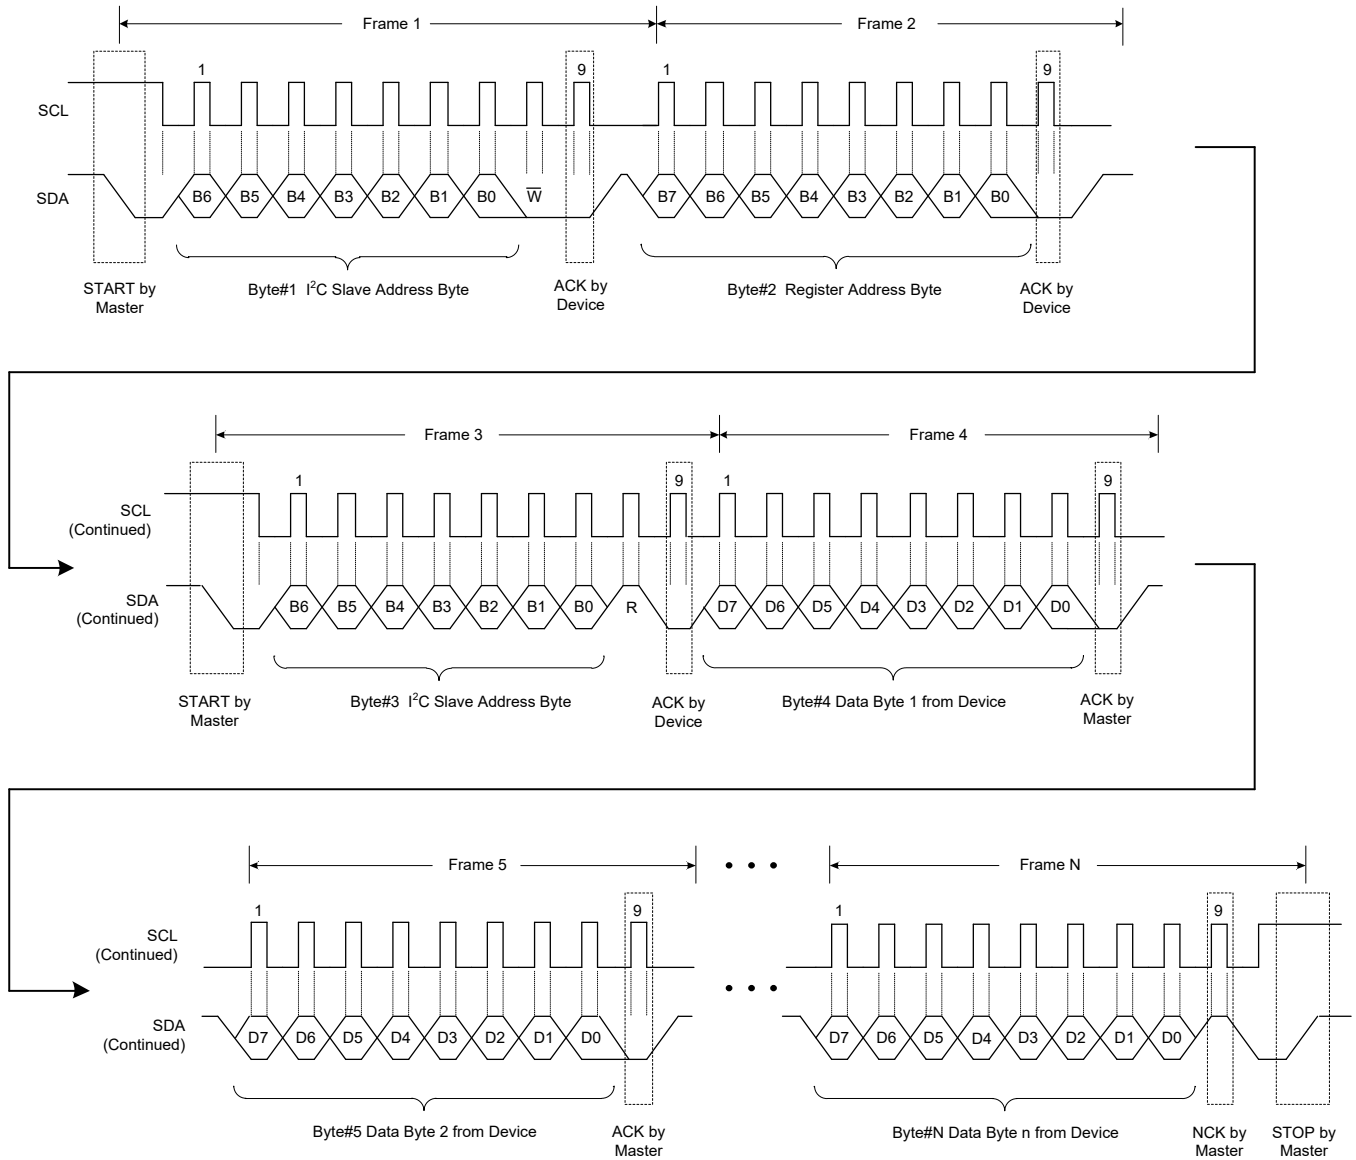 Frame 1 Frame 2
1 9 1 9
SCL
SDA B6 B5 B4 B3 B2 B1 B0 W̅ B7 B6 B5 B4 B3 B2 B1 B0
START by
Master
Byte#1 I²C Slave Address Byte
ACK by
Device
Byte#2 Register Address Byte
ACK by
Device
Frame 3 Frame 4
1 9 1 9
SCL
(Continued)
SDA
(Continued)
B6 B5 B4 B3 B2 B1 B0 R D7 D6 D5 D4 D3 D2 D1 D0
START by
Master
Byte#3 I²C Slave Address Byte
ACK by
Device
Byte#4 Data Byte 1 from Device
ACK by
Master
Frame 5 Frame N
1 9 1 9
SCL
(Continued)
SDA
(Continued)
D7 D6 D5 D4 D3 D2 D1 D0 D7 D6 D5 D4 D3 D2 D1 D0
Byte#5 Data Byte 2 from Device
ACK by
Master
Byte#N Data Byte n from Device
NCK by
Master
STOP by
Master